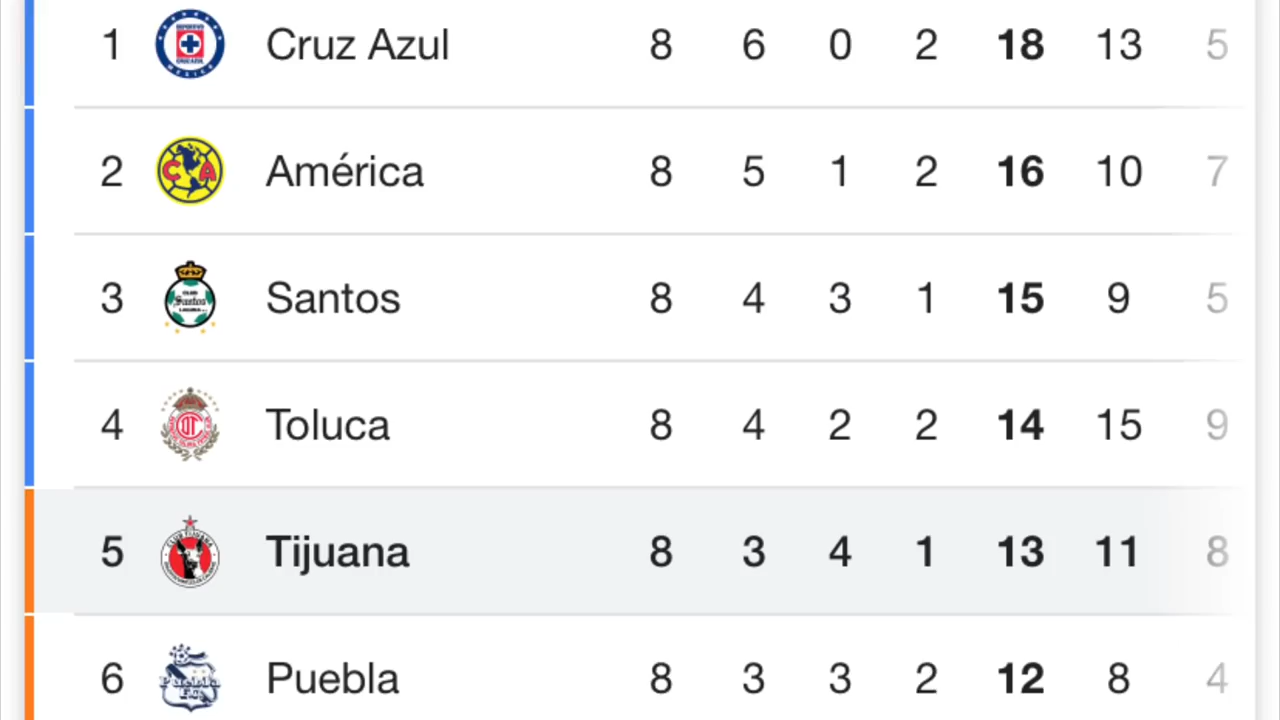 1 Cruz Azul 8 6 0 2 18 13 5
2 América 8 5 1 2 16 10 7
3 Santos 8 4 3 1 15 9 5
4 Toluca 8 4 2 2 14 15 9
5 Tijuana 8 3 4 1 13 11 8
6 Puebla 8 3 3 2 12 8 4